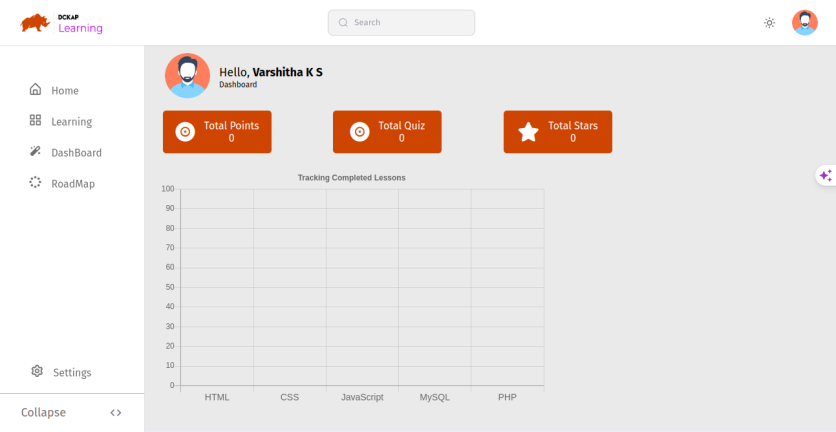 DCKAP
Learning
Search
Home
Learning
DashBoard
RoadMap
Settings
Collapse
Hello, Varshitha K S
Dashboard
Total Points
0
Total Quiz
0
Total Stars
0
Tracking Completed Lessons
100
90
80
70
60
50
40
30
20
10
0
HTML CSS JavaScript MySQL PHP